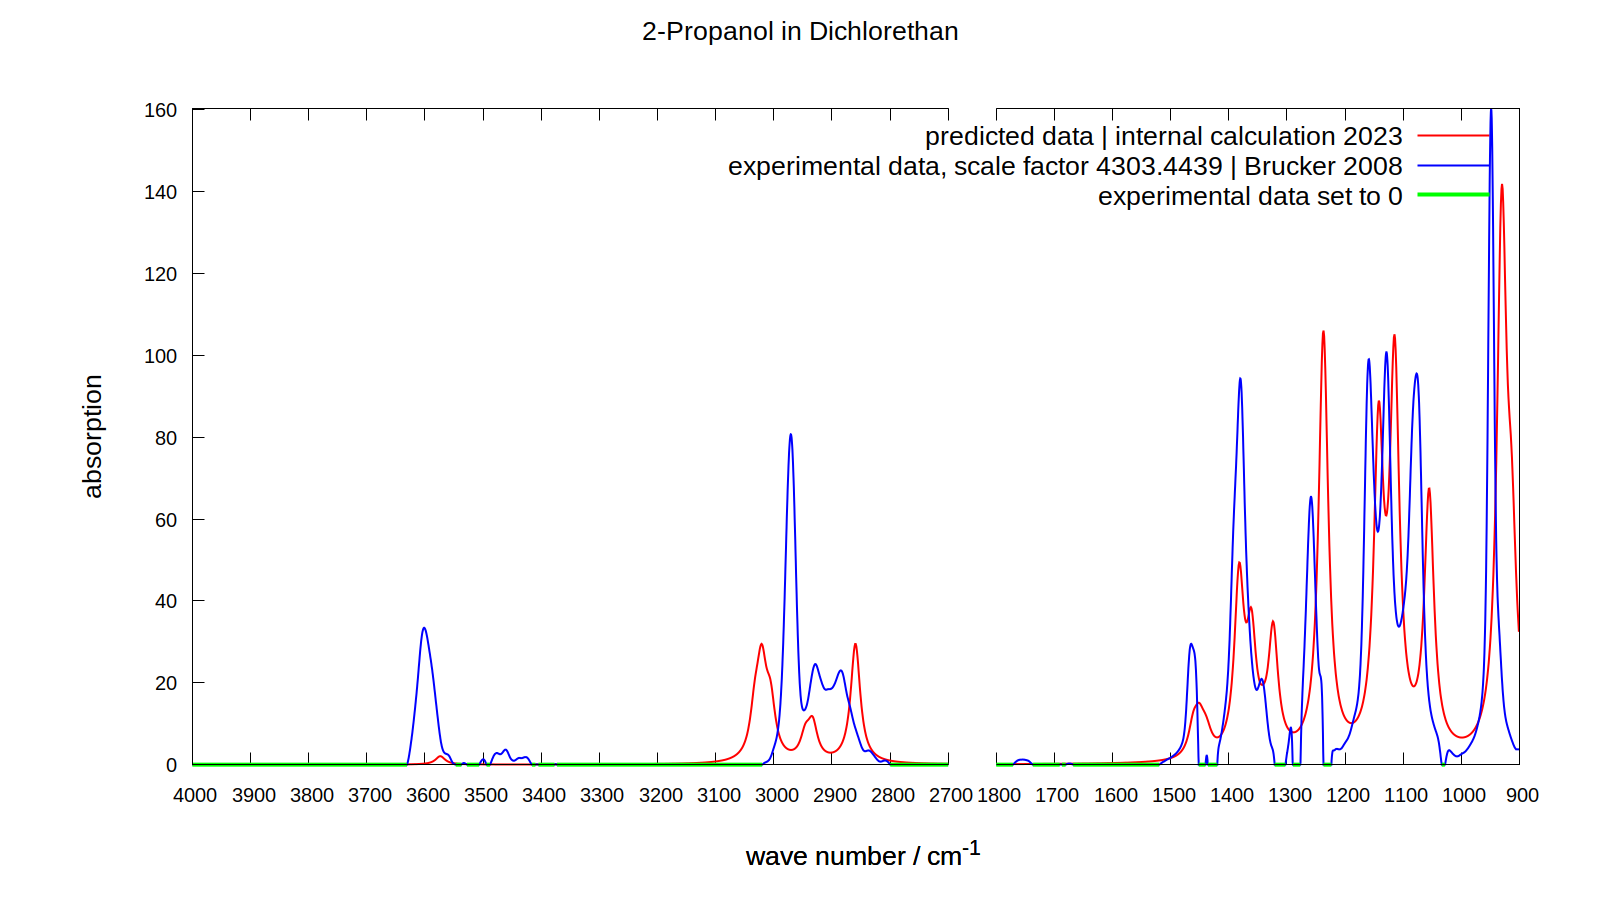 2-Propanol in Dichlorethan
predicted data | internal calculation 2023
experimental data, scale factor 4303.4439 | Brucker 2008
experimental data set to 0
160
140
120
100
80
60
40
20
0
absorption
4000 3900 3800 3700 3600 3500 3400 3300 3200 3100 3000 2900 2800 2700 1800 1700 1600 1500 1400 1300 1200 1100 1000 900
wave number / cm-1